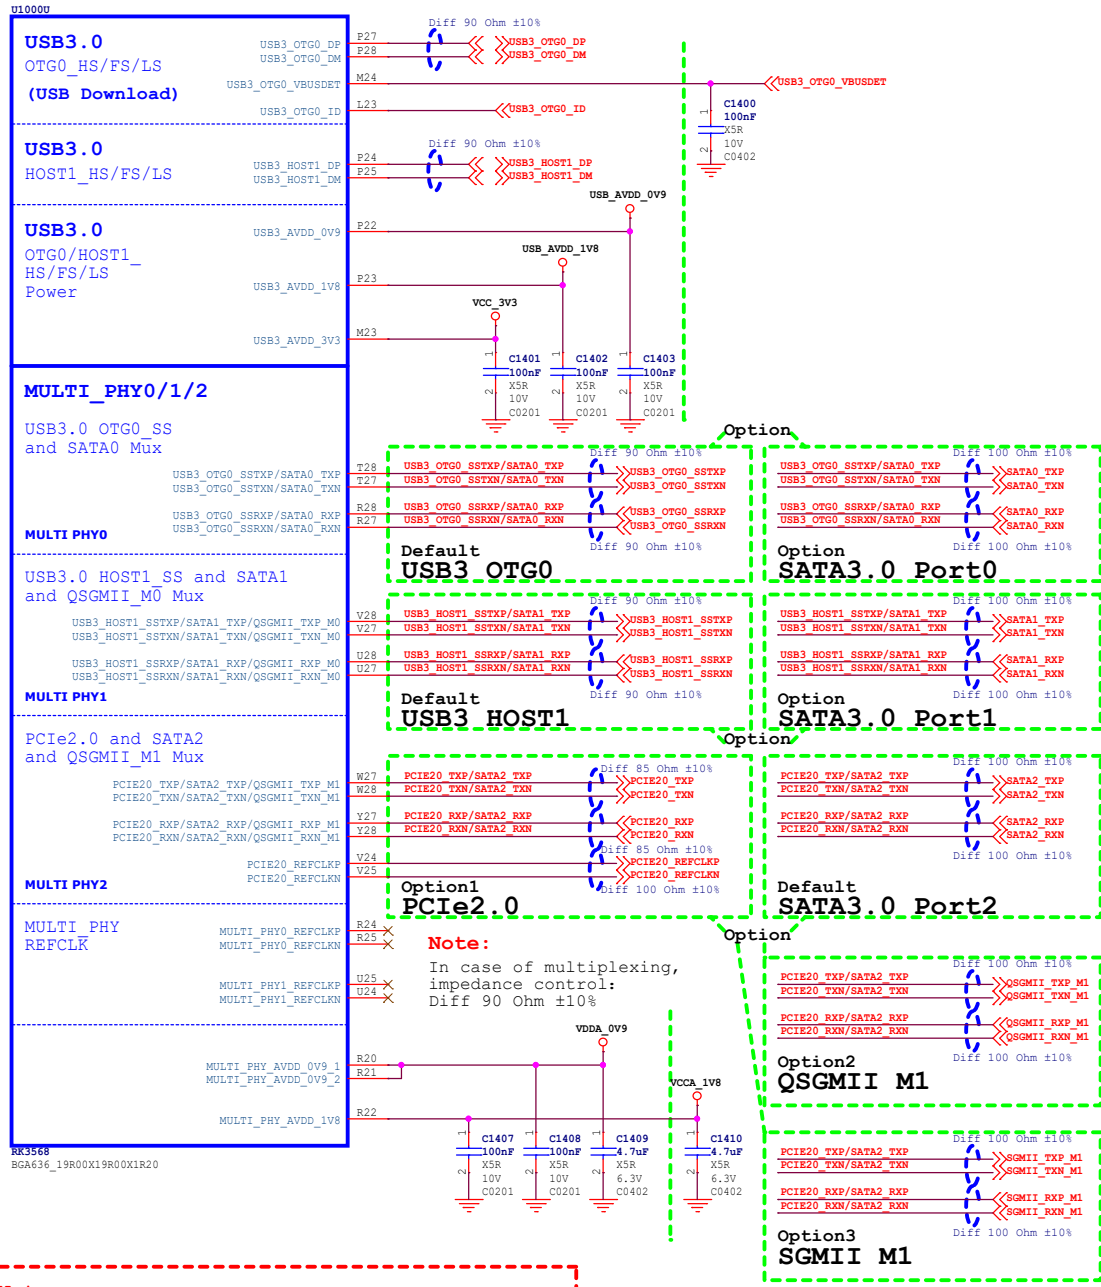 U1000U
USB3.0
OTG0_HS/FS/LS
(USB Download)
USB3_OTG0_DP
USB3_OTG0_DM
USB3_OTG0_VBUSDET
USB3_OTG0_ID
P27
P28
M24
L23
Diff 90 Ohm ±10%
USB3_OTG0_DP
USB3_OTG0_DM
USB3_OTG0_VBUSDET
USB3_OTG0_ID
1
2
C1400
100nF
X5R
10V
C0402
USB3.0
HOST1_HS/FS/LS
USB3_HOST1_DP
USB3_HOST1_DM
P24
P25
Diff 90 Ohm ±10%
USB3_HOST1_DP
USB3_HOST1_DM
USB3.0
OTG0/HOST1_
HS/FS/LS
Power
USB3_AVDD_0V9
USB3_AVDD_1V8
USB3_AVDD_3V3
P22
P23
M23
USB_AVDD_0V9
USB_AVDD_1V8
VCC_3V3
1
2
C1401
100nF
X5R
10V
C0201
1
2
C1402
100nF
X5R
10V
C0201
1
2
C1403
100nF
X5R
10V
C0201
MULTI_PHY0/1/2
USB3.0 OTG0_SS
and SATA0 Mux
USB3_OTG0_SSTXP/SATA0_TXP
USB3_OTG0_SSTXN/SATA0_TXN
USB3_OTG0_SSRXP/SATA0_RXP
USB3_OTG0_SSRXN/SATA0_RXN
MULTI PHY0
T28
T27
R28
R27
Option
Diff 90 Ohm ±10%
USB3_OTG0_SSTXP/SATA0_TXP
USB3_OTG0_SSTXN/SATA0_TXN
USB3_OTG0_SSRXP/SATA0_RXP
USB3_OTG0_SSRXN/SATA0_RXN
USB3_OTG0_SSTXP
USB3_OTG0_SSTXN
USB3_OTG0_SSRXP
USB3_OTG0_SSRXN
Diff 90 Ohm ±10%
Default
USB3 OTG0
Diff 100 Ohm ±10%
USB3_OTG0_SSTXP/SATA0_TXP
USB3_OTG0_SSTXN/SATA0_TXN
USB3_OTG0_SSRXP/SATA0_RXP
USB3_OTG0_SSRXN/SATA0_RXN
SATA0_TXP
SATA0_TXN
SATA0_RXP
SATA0_RXN
Diff 100 Ohm ±10%
Option
SATA3.0 Port0
USB3.0 HOST1_SS and SATA1
and QSGMII_M0 Mux
USB3_HOST1_SSTXP/SATA1_TXP/QSGMII_TXP_M0
USB3_HOST1_SSTXN/SATA1_TXN/QSGMII_TXN_M0
USB3_HOST1_SSRXP/SATA1_RXP/QSGMII_RXP_M0
USB3_HOST1_SSRXN/SATA1_RXN/QSGMII_RXN_M0
MULTI PHY1
V28
V27
U28
U27
Diff 90 Ohm ±10%
USB3_HOST1_SSTXP/SATA1_TXP
USB3_HOST1_SSTXN/SATA1_TXN
USB3_HOST1_SSRXP/SATA1_RXP
USB3_HOST1_SSRXN/SATA1_RXN
USB3_HOST1_SSTXP
USB3_HOST1_SSTXN
USB3_HOST1_SSRXP
USB3_HOST1_SSRXN
Diff 90 Ohm ±10%
Default
USB3 HOST1
Diff 100 Ohm ±10%
USB3_HOST1_SSTXP/SATA1_TXP
USB3_HOST1_SSTXN/SATA1_TXN
USB3_HOST1_SSRXP/SATA1_RXP
USB3_HOST1_SSRXN/SATA1_RXN
SATA1_TXP
SATA1_TXN
SATA1_RXP
SATA1_RXN
Diff 100 Ohm ±10%
Option
SATA3.0 Port1
Option
PCIe2.0 and SATA2
and QSGMII_M1 Mux
PCIE20_TXP/SATA2_TXP/QSGMII_TXP_M1
PCIE20_TXN/SATA2_TXN/QSGMII_TXN_M1
PCIE20_RXP/SATA2_RXP/QSGMII_RXP_M1
PCIE20_RXN/SATA2_RXN/QSGMII_RXN_M1
PCIE20_REFCLKP
PCIE20_REFCLKN
MULTI PHY2
W27
W28
Y27
Y28
V24
V25
Diff 85 Ohm ±10%
PCIE20_TXP/SATA2_TXP
PCIE20_TXN/SATA2_TXN
PCIE20_RXP/SATA2_RXP
PCIE20_RXN/SATA2_RXN
PCIE20_TXP
PCIE20_TXN
PCIE20_RXP
PCIE20_RXN
Diff 85 Ohm ±10%
PCIE20_REFCLKP
PCIE20_REFCLKN
Diff 100 Ohm ±10%
Option1
PCIe2.0
Diff 100 Ohm ±10%
PCIE20_TXP/SATA2_TXP
PCIE20_TXN/SATA2_TXN
PCIE20_RXP/SATA2_RXP
PCIE20_RXN/SATA2_RXN
SATA2_TXP
SATA2_TXN
SATA2_RXP
SATA2_RXN
Diff 100 Ohm ±10%
Default
SATA3.0 Port2
Option
MULTI_PHY
REFCLK
MULTI_PHY0_REFCLKP
MULTI_PHY0_REFCLKN
MULTI_PHY1_REFCLKP
MULTI_PHY1_REFCLKN
R24
R25
U25
U24
Note:
In case of multiplexing,
impedance control:
Diff 90 Ohm ±10%
Diff 100 Ohm ±10%
PCIE20_TXP/SATA2_TXP
PCIE20_TXN/SATA2_TXN
PCIE20_RXP/SATA2_RXP
PCIE20_RXN/SATA2_RXN
QSGMII_TXP_M1
QSGMII_TXN_M1
QSGMII_RXP_M1
QSGMII_RXN_M1
Diff 100 Ohm ±10%
Option2
QSGMII M1
MULTI_PHY_AVDD_0V9_1
MULTI_PHY_AVDD_0V9_2
MULTI_PHY_AVDD_1V8
R20
R21
R22
VDDA_0V9
VCCA_1V8
1
2
C1407
100nF
X5R
10V
C0201
1
2
C1408
100nF
X5R
10V
C0201
1
2
C1409
4.7uF
X5R
6.3V
C0402
1
2
C1410
4.7uF
X5R
6.3V
C0402
Diff 100 Ohm ±10%
PCIE20_TXP/SATA2_TXP
PCIE20_TXN/SATA2_TXN
PCIE20_RXP/SATA2_RXP
PCIE20_RXN/SATA2_RXN
SGMII_TXP_M1
SGMII_TXN_M1
SGMII_RXP_M1
SGMII_RXN_M1
Diff 100 Ohm ±10%
Option3
SGMII M1
RK3568
BGA636_19R00X19R00X1R20